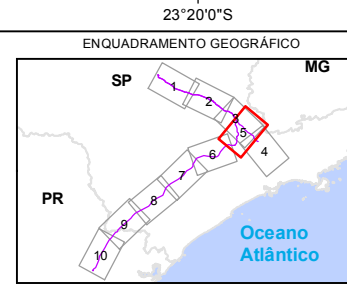 23°20'0"S
ENQUADRAMENTO GEOGRÁFICO
MG
SP
1
2
3
5
4
6
7
PR
8
9
Oceano
Atlântico
10